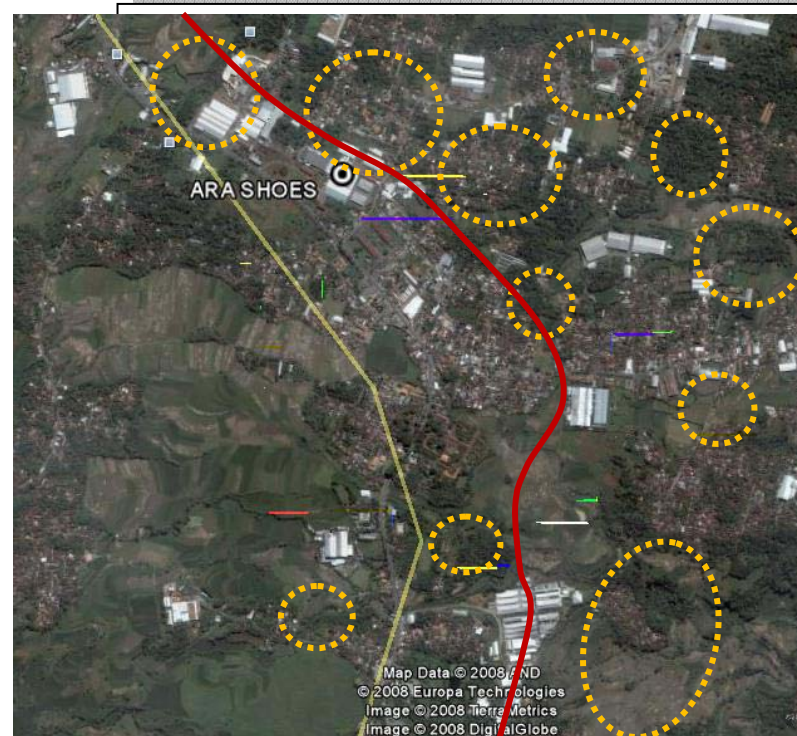 ARA SHOES
Map Data © 2008 AND
© 2008 Europa Technologies
Image © 2008 TerraMetrics
Image © 2008 DigitalGlobe